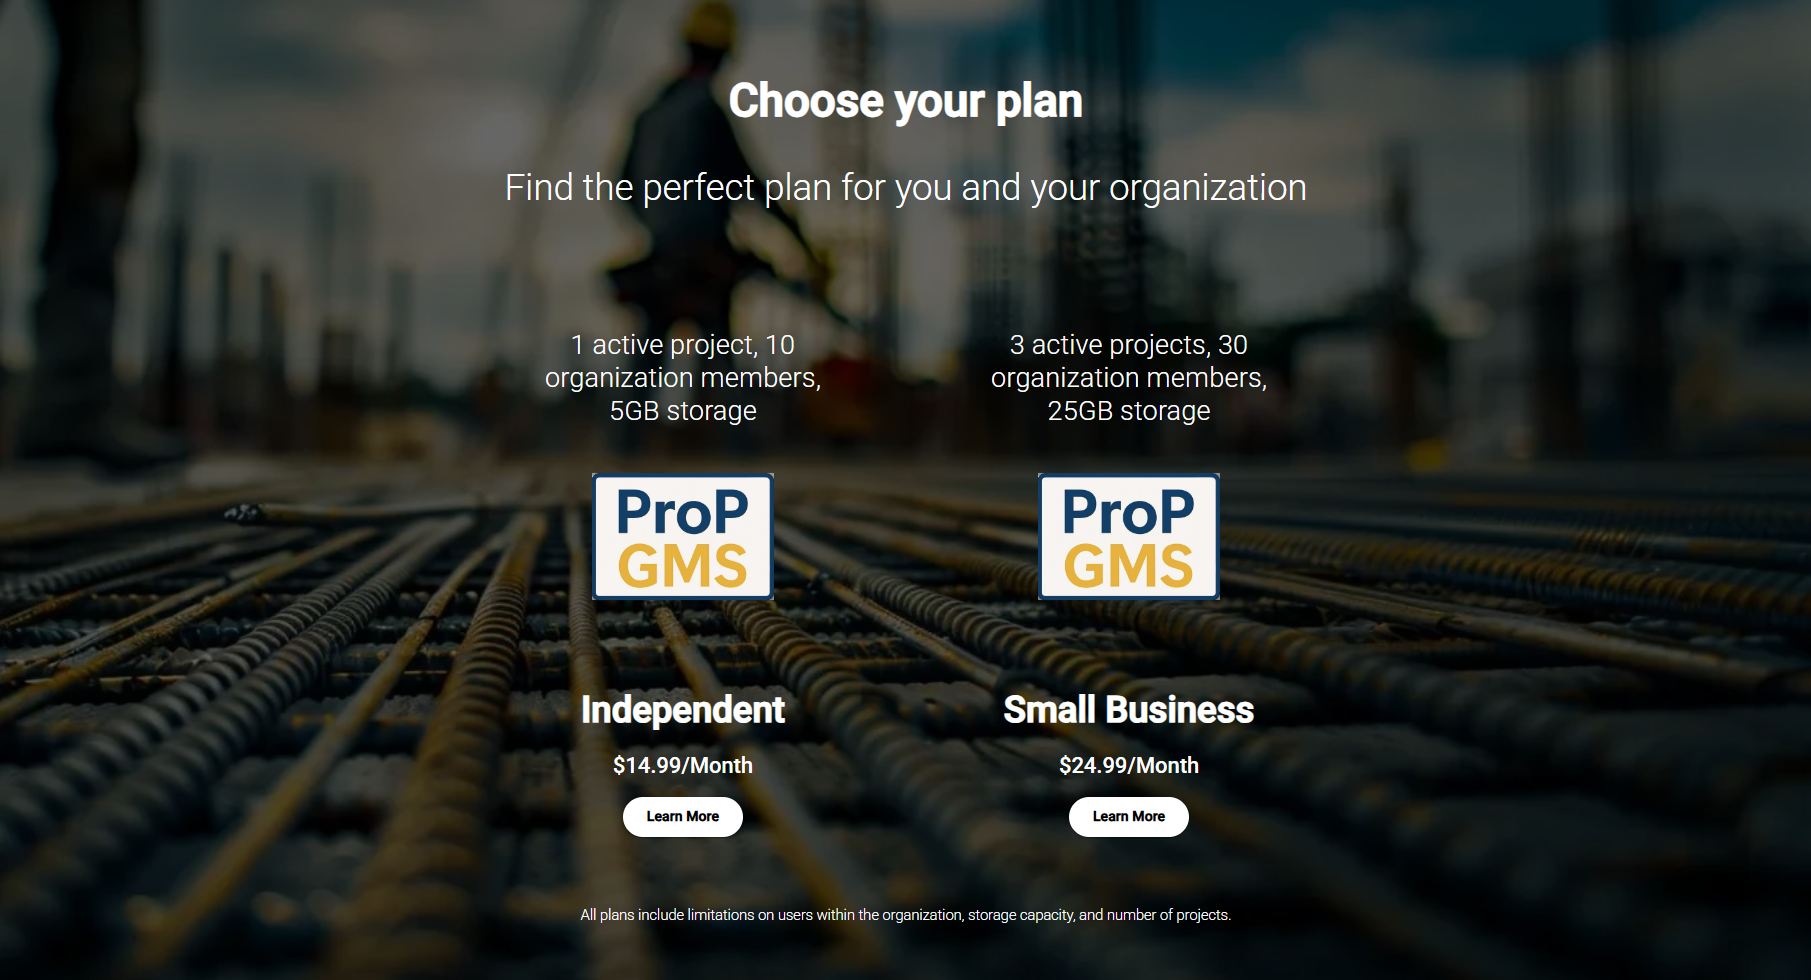 Choose your plan
Find the perfect plan for you and your organization
1 active project, 10
organization members,
5GB storage
ProP
GMS
Independent
$14.99/Month
Learn More
3 active projects, 30
organization members,
25GB storage
ProP
GMS
Small Business
$24.99/Month
Learn More
All plans include limitations on users within the organization, storage capacity, and number of projects.